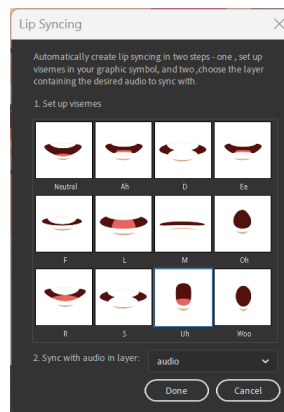 Lip Syncing
Automatically create lip syncing in two steps - one , set up
visemes in your graphic symbol, and two ,choose the layer
containing the desired audio to sync with.
1. Set up visemes
Neutral Ah D Ee
F L M Oh
R S Uh Woo
2. Sync with audio in layer: audio
Done Cancel